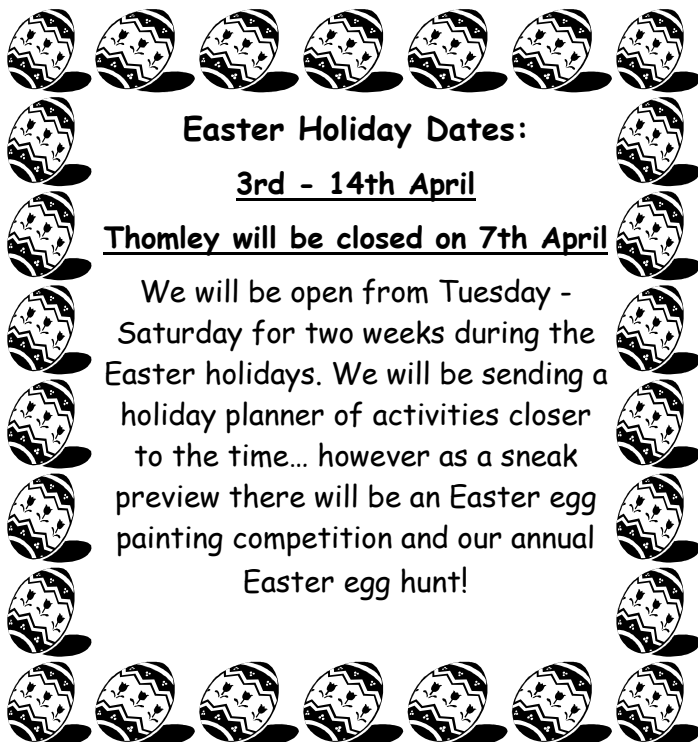 Easter Holiday Dates:
3rd - 14th April
Thomley will be closed on 7th April
We will be open from Tuesday -
Saturday for two weeks during the
Easter holidays. We will be sending a
holiday planner of activities closer
to the time… however as a sneak
preview there will be an Easter egg
painting competition and our annual
Easter egg hunt!